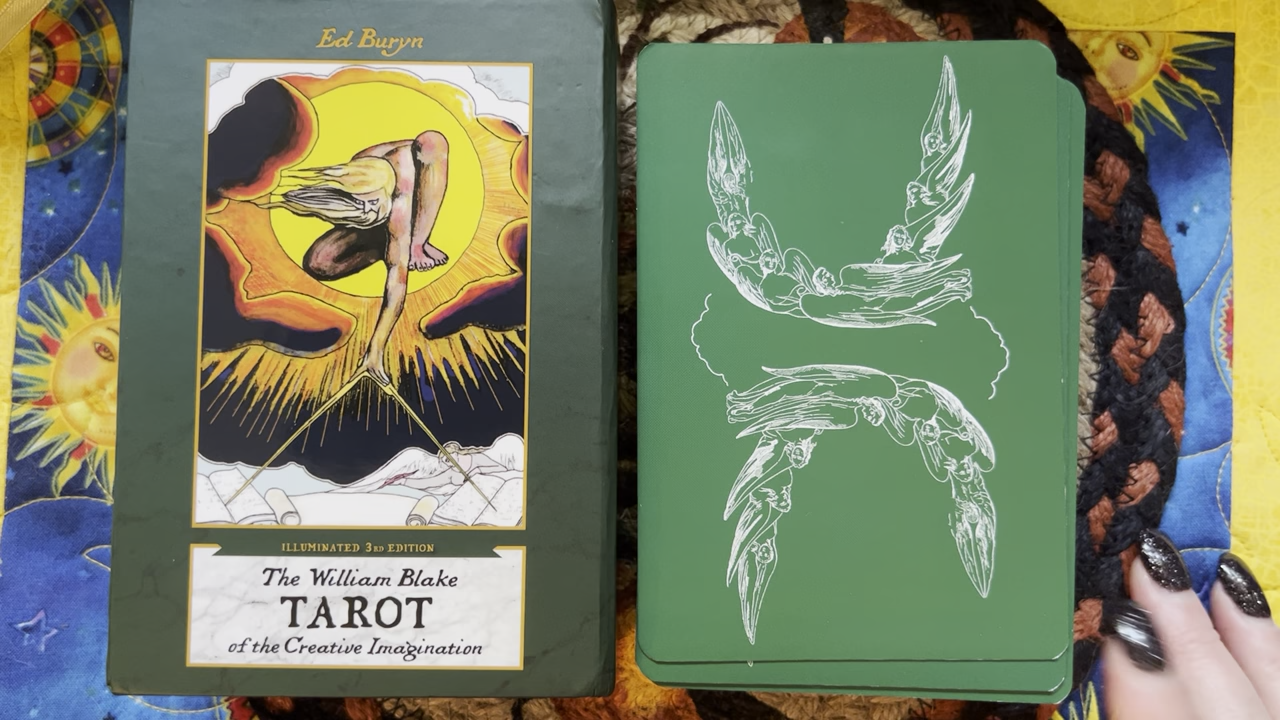 Ed Buryn
ILLUMINATED 3RD EDITION
The William Blake
TAROT
of the Creative Imagination